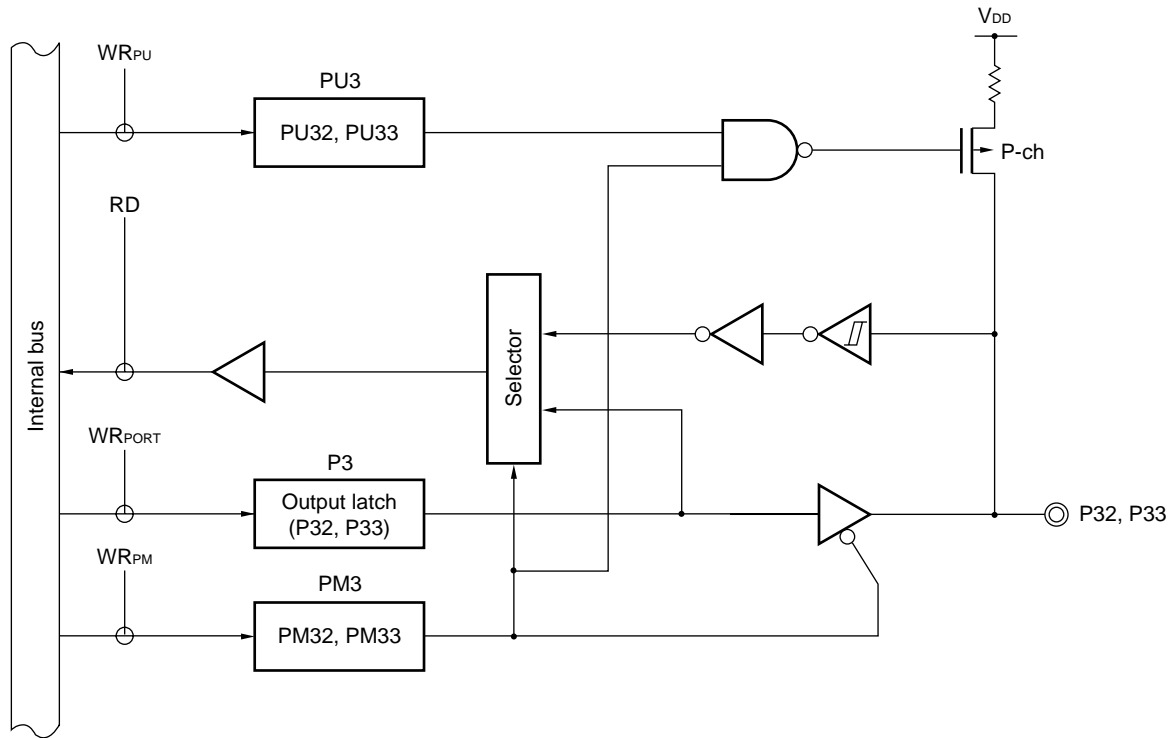 VDD
WRPU
PU3
PU32, PU33
P-ch
RD
Internal bus
Selector
WRPORT
P3
Output latch
(P32, P33)
P32, P33
WRPM
PM3
PM32, PM33